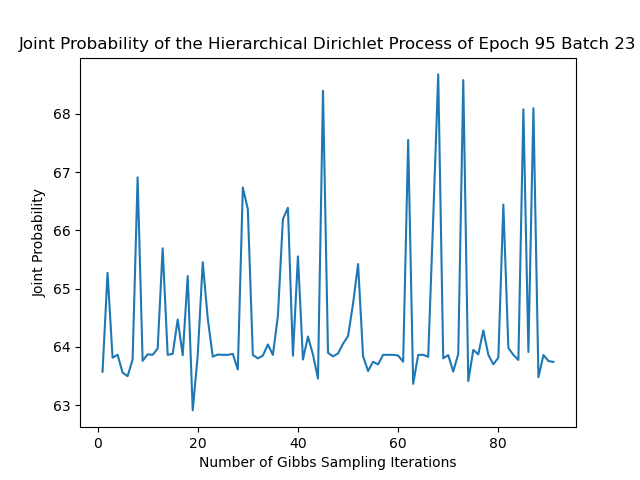 Joint Probability of the Hierarchical Dirichlet Process of Epoch 95 Batch 23
Joint Probability
68
67
66
65
64
63
0 20 40 60 80
Number of Gibbs Sampling Iterations